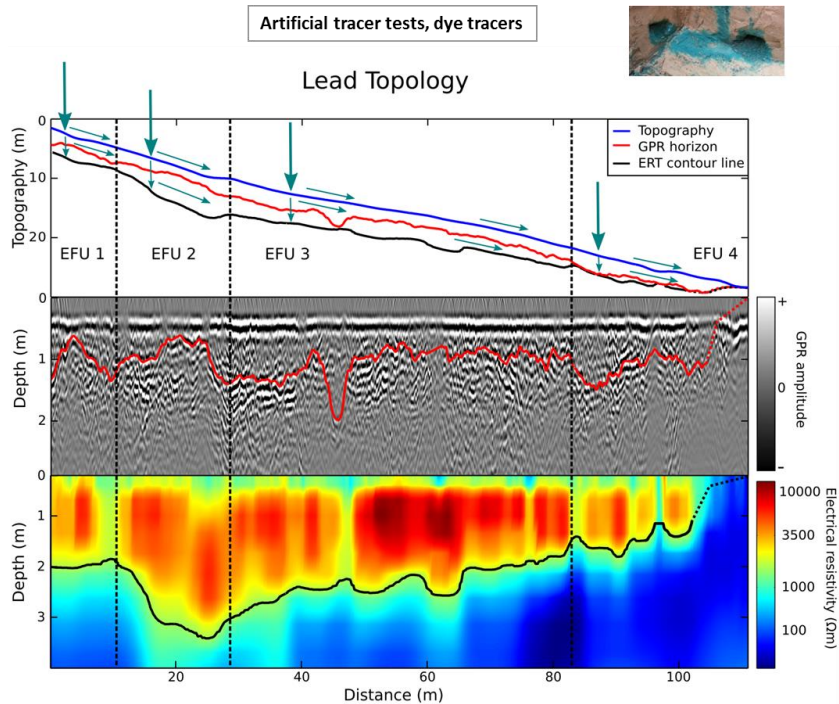 Artificial tracer tests, dye tracers
Lead Topology
0
10
20
Topography (m)
Topography
GPR horizon
ERT contour line
EFU 1
EFU 2
EFU 3
EFU 4
0
1
2
Depth (m)
+
0
-
GPR amplitude
0
1
2
3
Depth (m)
10000
3500
1000
100
Electrical resistivity (Ωm)
20
40
60
80
100
Distance (m)